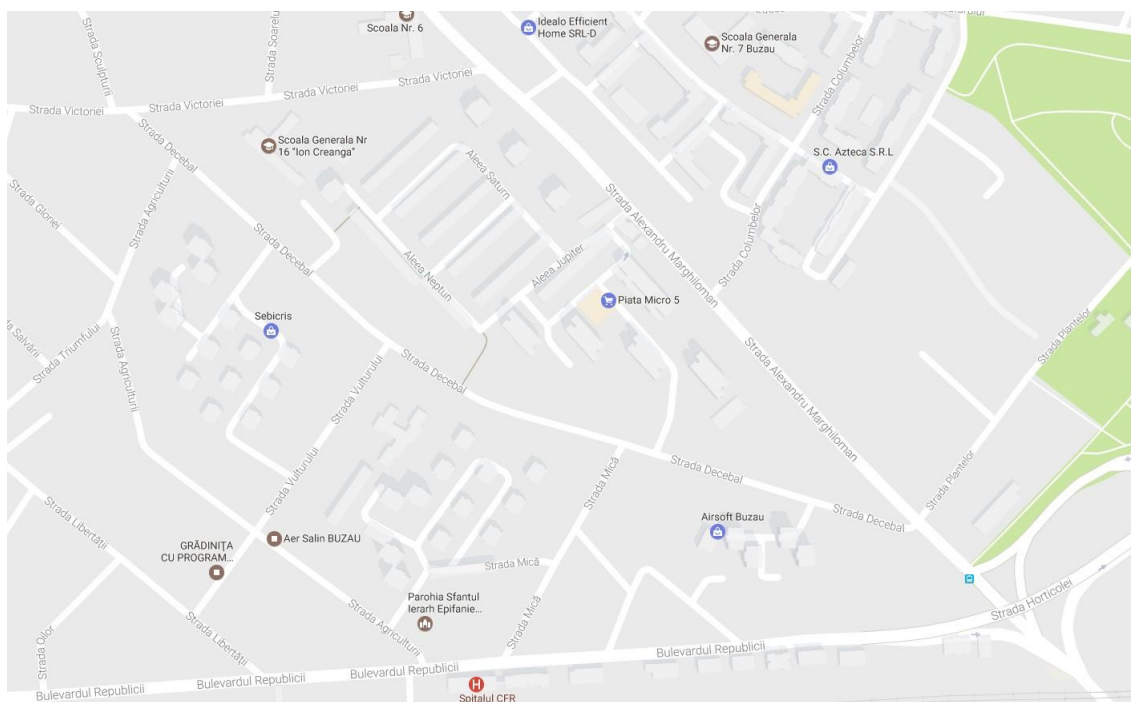 Strada Sculpturii
Strada Soarelui
Scoala Nr. 6
Idealo Efficient
Home SRL-D
Scoala Generala
Nr. 7 Buzau
Strada Columbelor
Strada Victoriei
Strada Victoriei
Strada Victoriei
Strada Victoriei
Strada Decebal
Scoala Generala Nr
16 "Ion Creanga"
S.C. Azteca S.R.L
Aleea Saturn
Strada Gloriei
Strada Agriculturii
Strada Decebal
Aleea Neptun
Aleea Jupiter
Strada Alexandru Marghiloman
Strada Columbelor
Piata Micro 5
Sebicris
Strada Triumfului
Salvării
Strada Agriculturii
Strada Vulturului
Strada Decebal
Strada Alexandru Marghiloman
Strada Plantelor
Strada Vulturului
Strada Mică
Strada Decebal
Strada Plantelor
Strada Libertății
Strada Decebal
Airsoft Buzau
Aer Salin BUZAU
GRĂDINIȚA
CU PROGRAM...
Strada Mică
Parohia Sfantul
Ierarh Epifanie...
Strada Mică
Strada Horticolei
Strada Oilor
Strada Libertății
Strada Agriculturii
Bulevardul Republicii
Bulevardul Republicii
Bulevardul Republicii
Bulevardul Republicii
H
Spitalul CFR